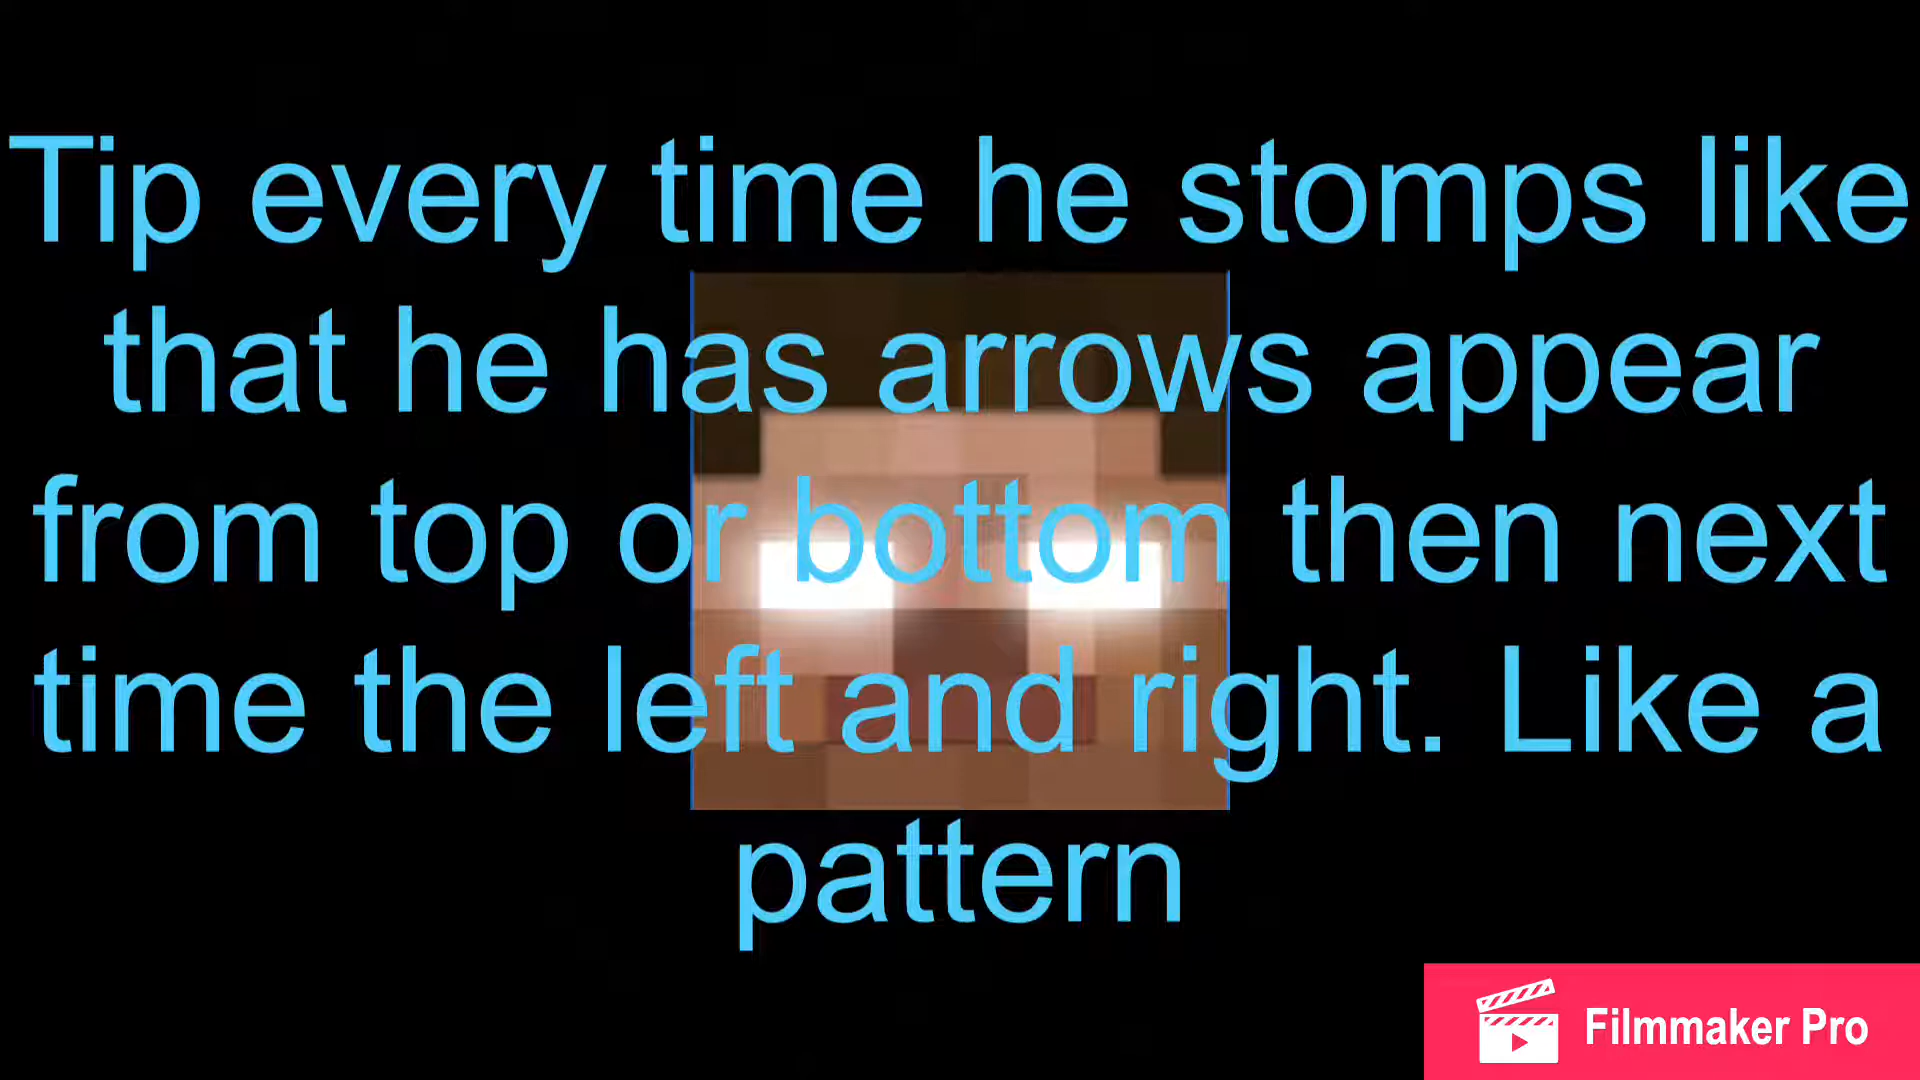 Tip every time he stomps like
that he has arrows appear
from top or bottom then next
time the left and right. Like a
pattern
Filmmaker Pro